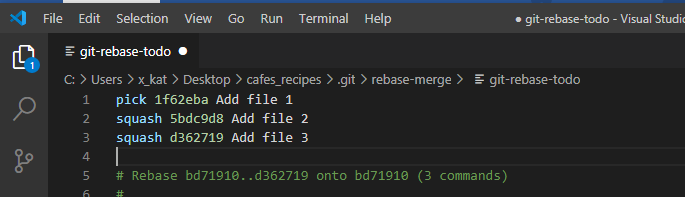 File Edit Selection View Go Run Terminal Help ● git-rebase-todo - Visual Studio
git-rebase-todo ●
1
C: > Users > x_kat > Desktop > cafes_recipes > .git > rebase-merge > git-rebase-todo
1 pick 1f62eba Add file 1
2 squash 5bdc9d8 Add file 2
3 squash d362719 Add file 3
4
5 # Rebase bd71910..d362719 onto bd71910 (3 commands)
6 #